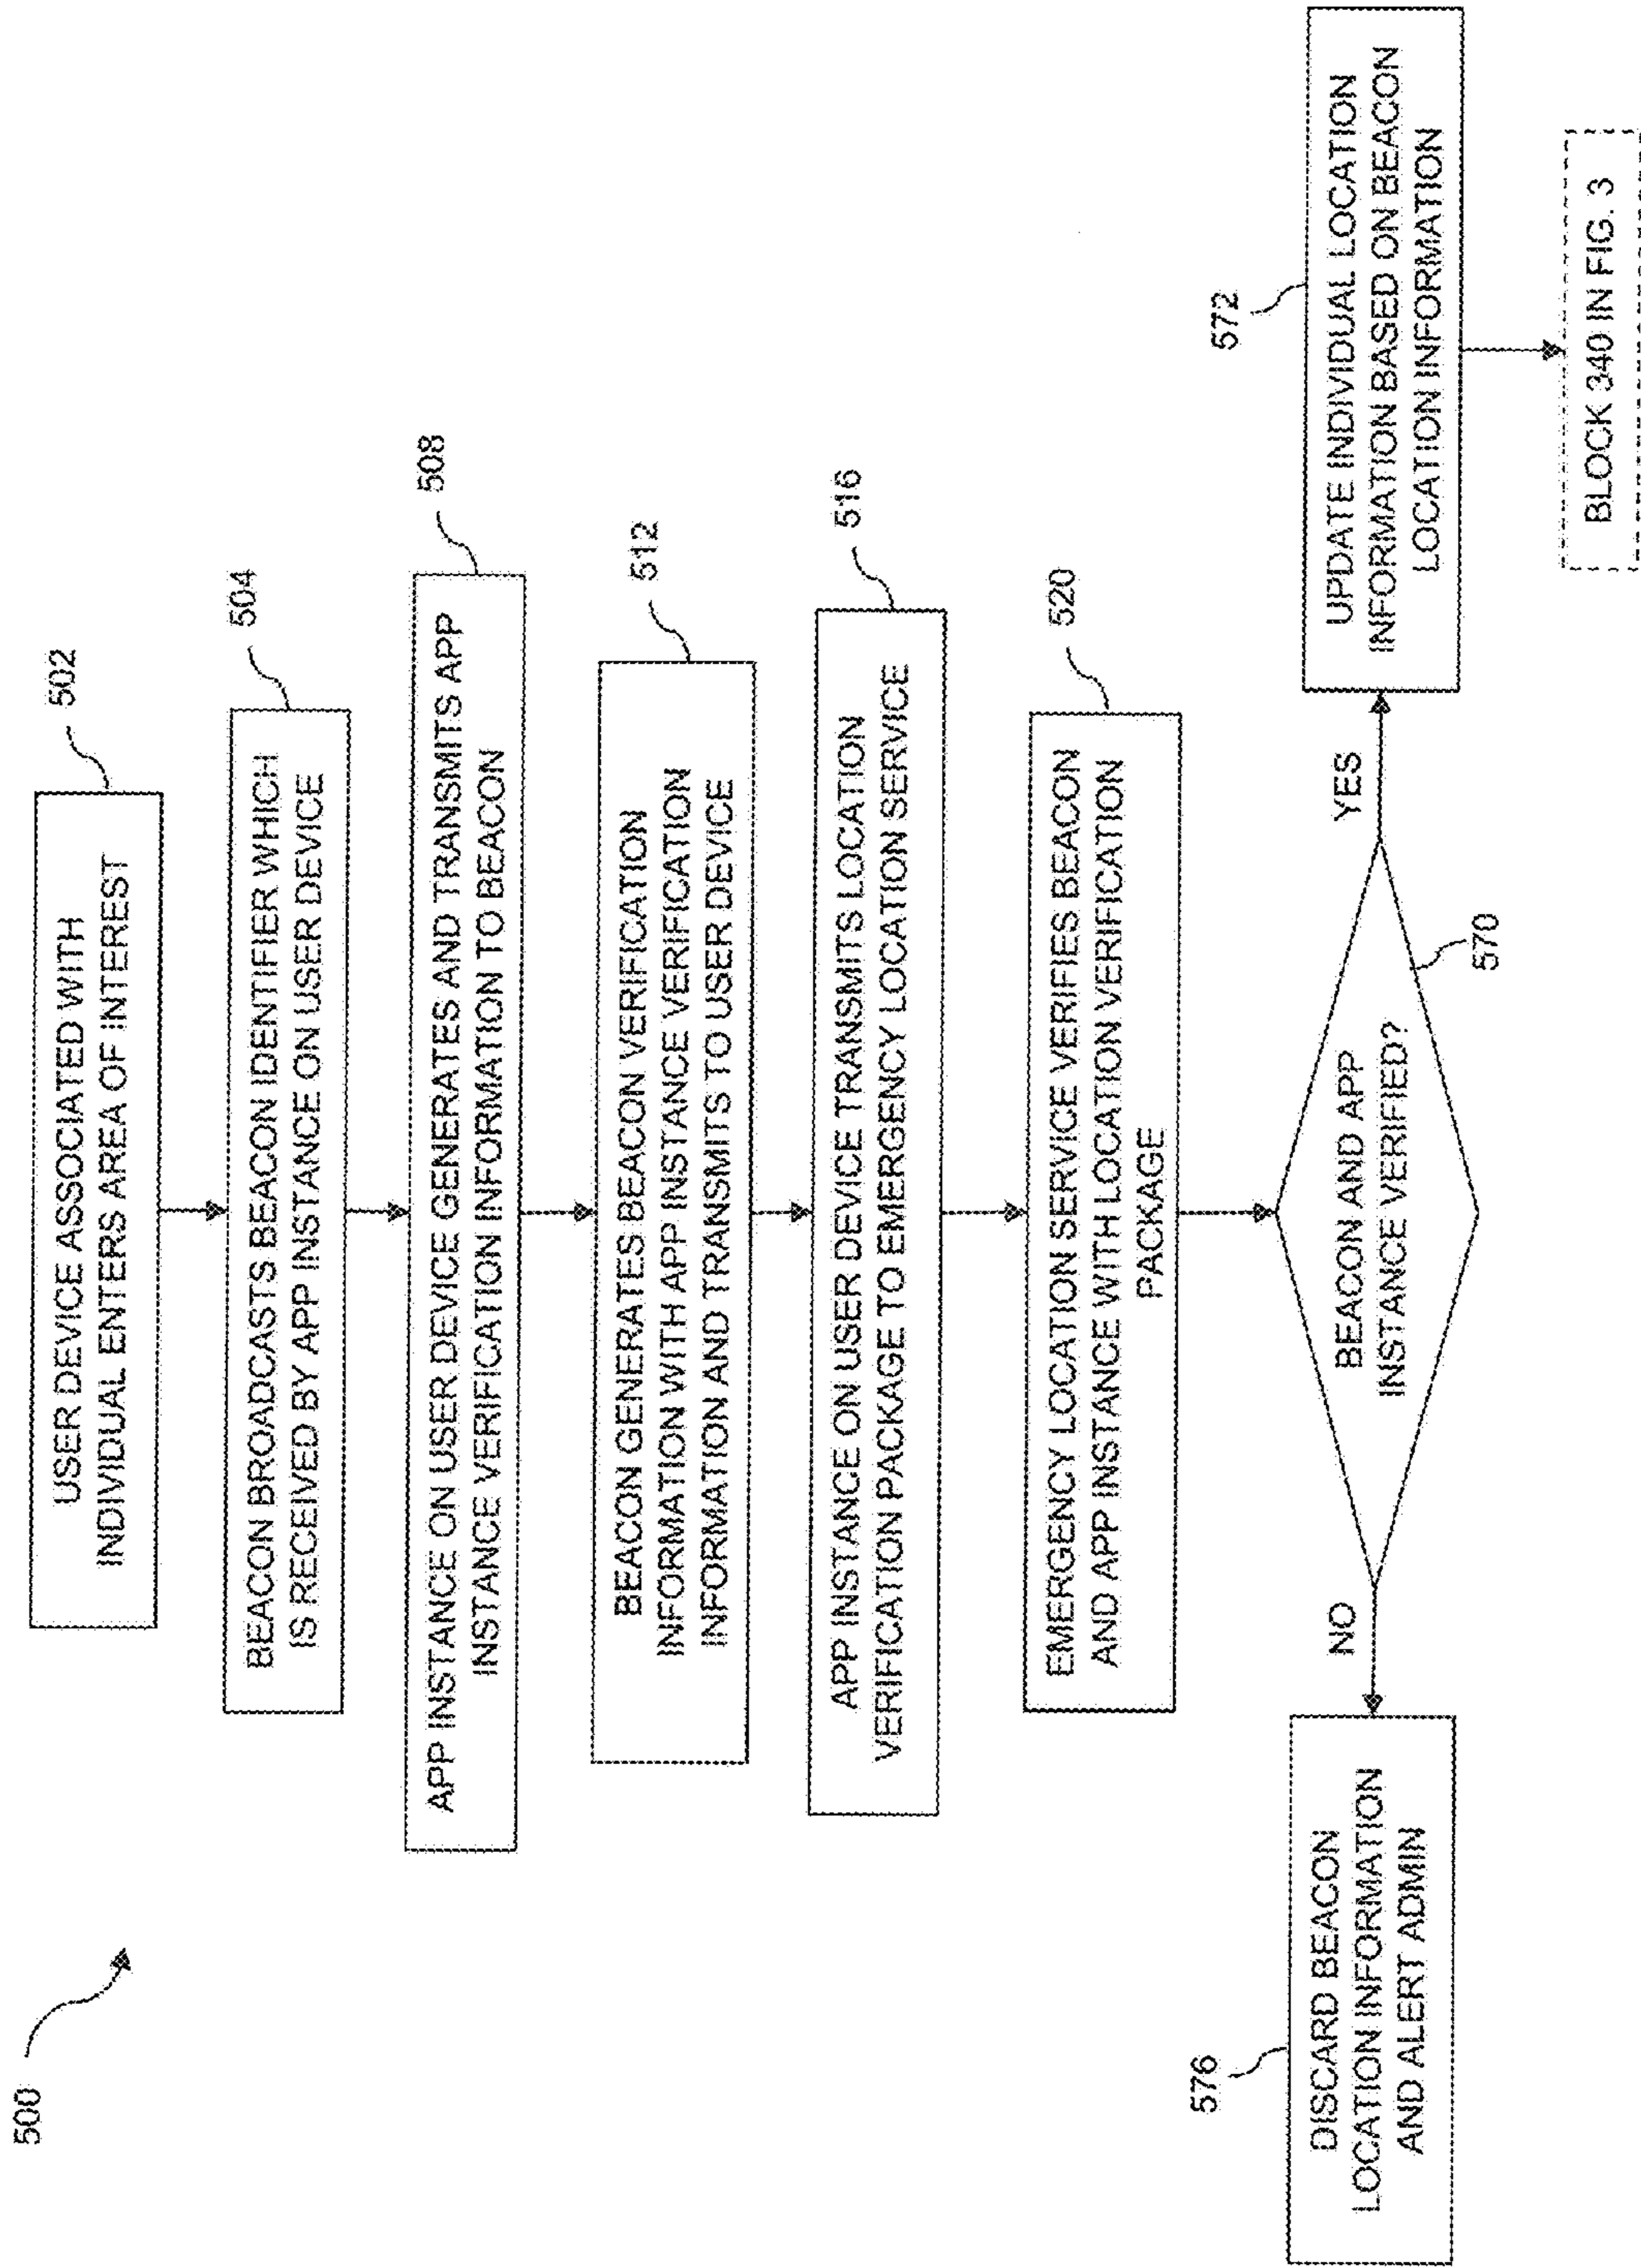 500
USER DEVICE ASSOCIATED WITH
INDIVIDUAL ENTERS AREA OF INTEREST
502
BEACON BROADCASTS BEACON IDENTIFIER WHICH
IS RECEIVED BY APP INSTANCE ON USER DEVICE
504
APP INSTANCE ON USER DEVICE GENERATES AND TRANSMITS APP
INSTANCE VERIFICATION INFORMATION TO BEACON
508
BEACON GENERATES BEACON VERIFICATION
INFORMATION WITH APP INSTANCE VERIFICATION
INFORMATION AND TRANSMITS TO USER DEVICE
512
APP INSTANCE ON USER DEVICE TRANSMITS LOCATION
VERIFICATION PACKAGE TO EMERGENCY LOCATION SERVICE
516
EMERGENCY LOCATION SERVICE VERIFIES BEACON
AND APP INSTANCE WITH LOCATION VERIFICATION
PACKAGE
520
BEACON AND APP
INSTANCE VERIFIED?
570
NO
YES
576
DISCARD BEACON
LOCATION INFORMATION
AND ALERT ADMIN
572
UPDATE INDIVIDUAL LOCATION
INFORMATION BASED ON BEACON
LOCATION INFORMATION
BLOCK 340 IN FIG. 3